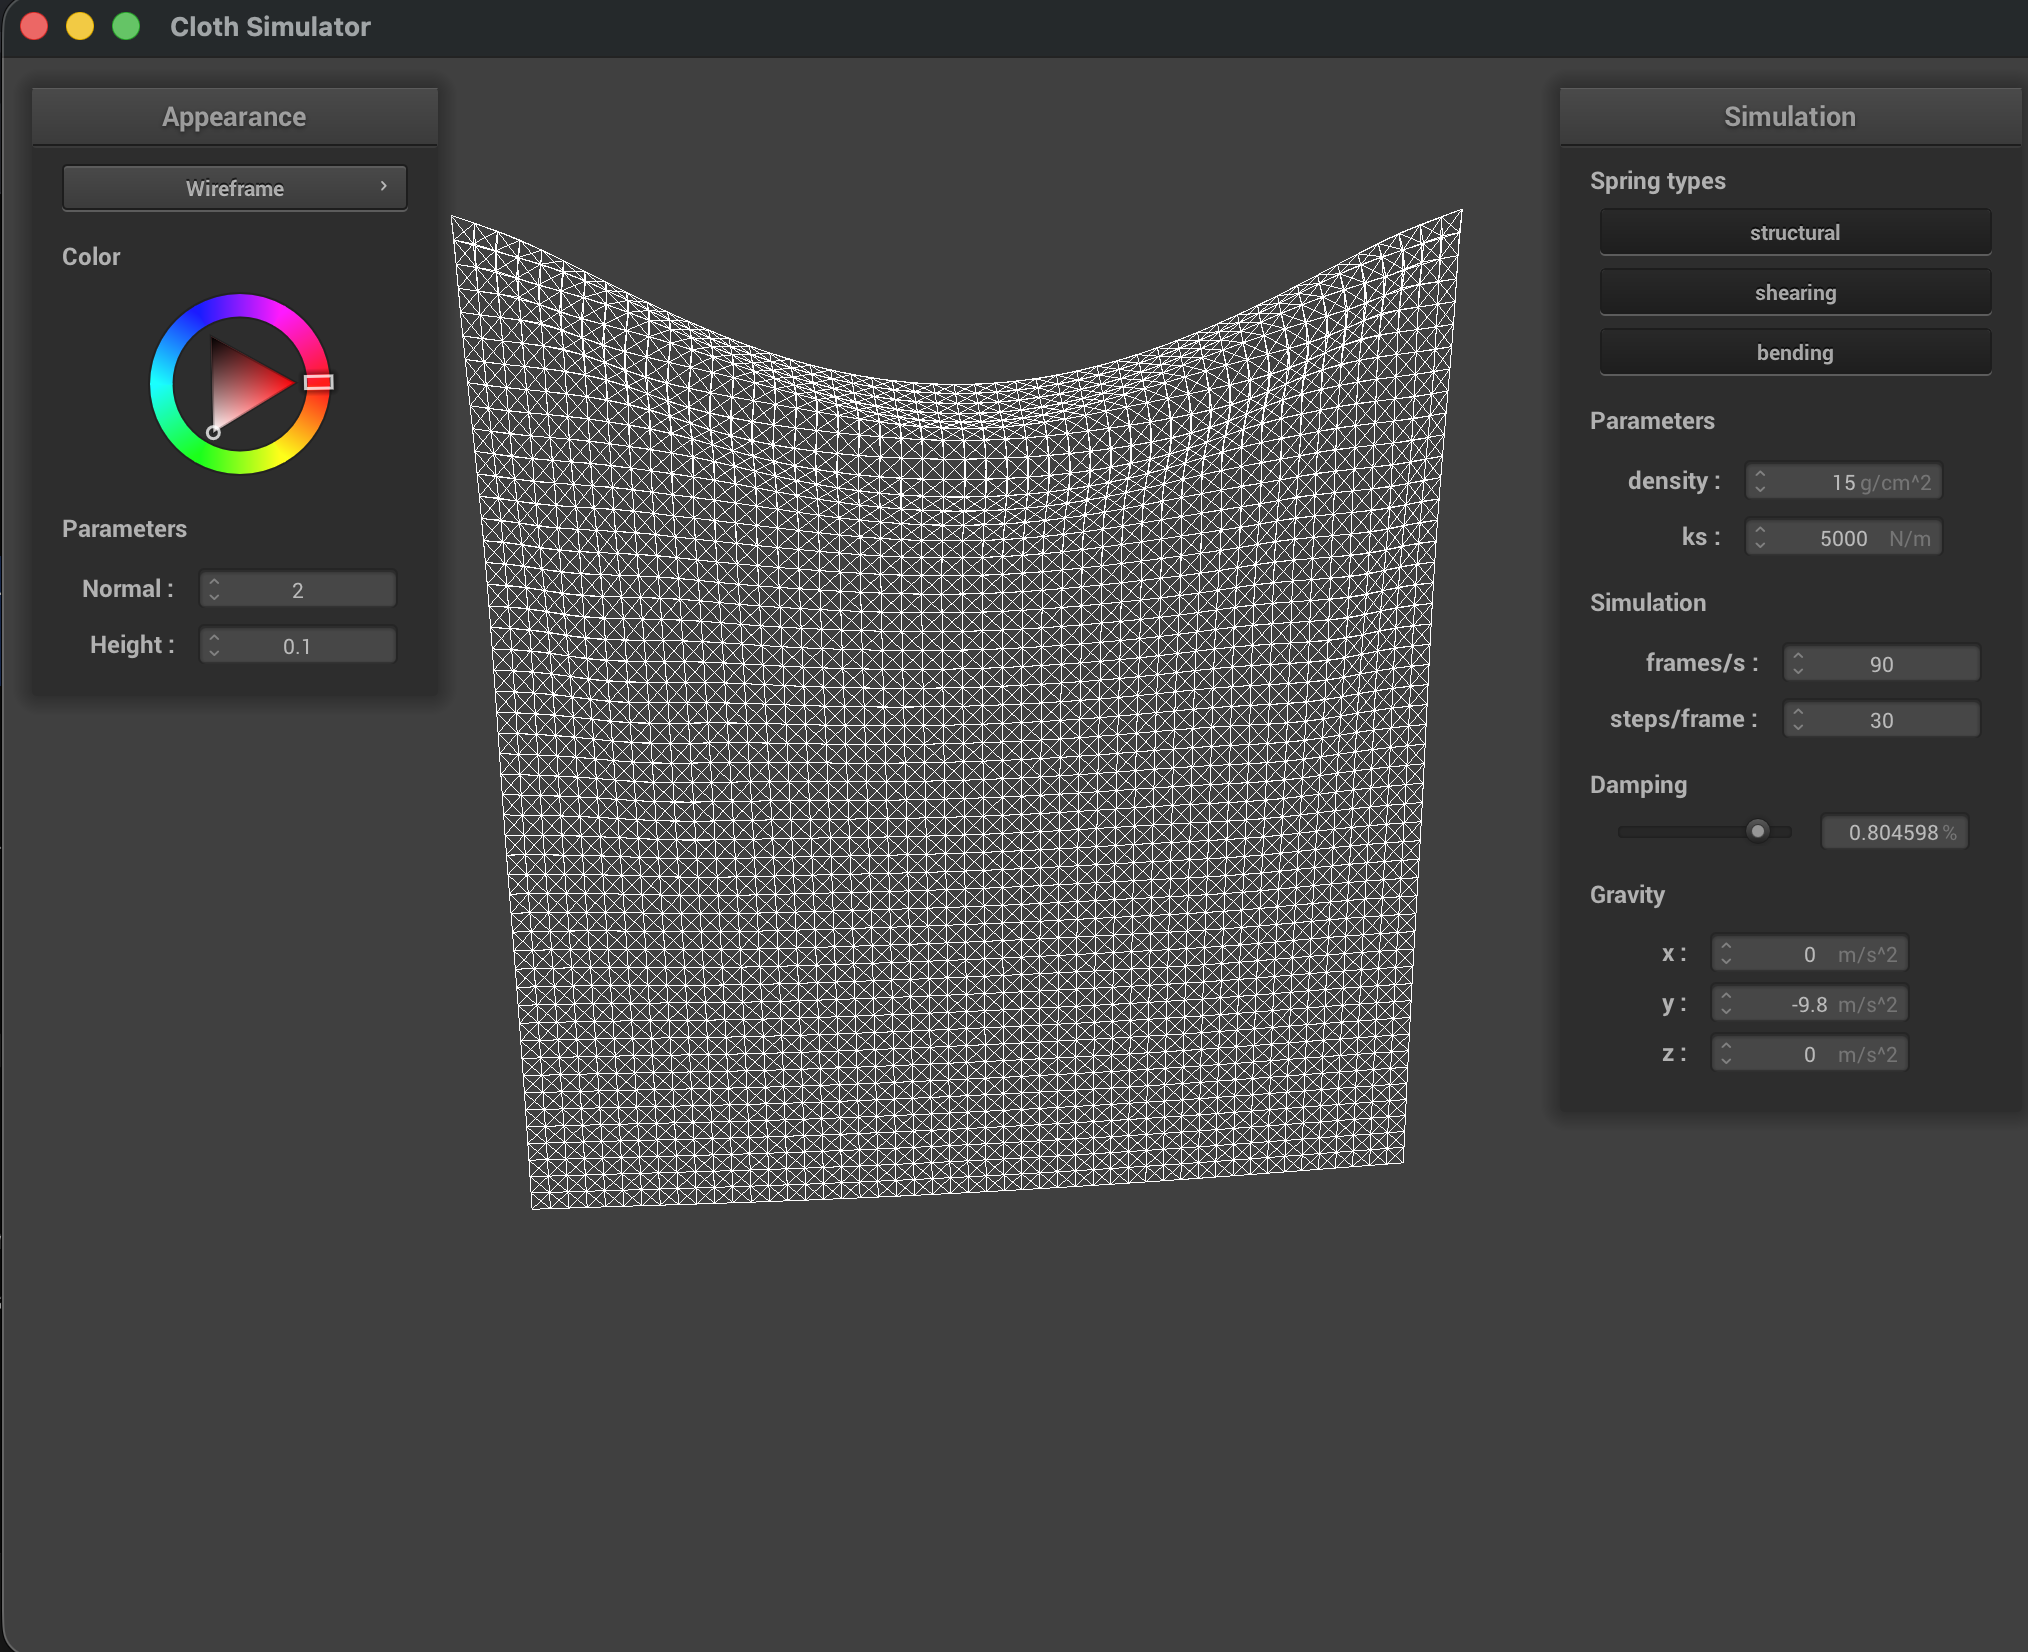 Cloth Simulator
Appearance
Wireframe
Color
Parameters
Normal : 2
Height : 0.1
Simulation
Spring types
structural
shearing
bending
Parameters
density : 15 g/cm^2
ks : 5000 N/m
Simulation
frames/s : 90
steps/frame : 30
Damping
0.804598 %
Gravity
x : 0 m/s^2
y : -9.8 m/s^2
z : 0 m/s^2